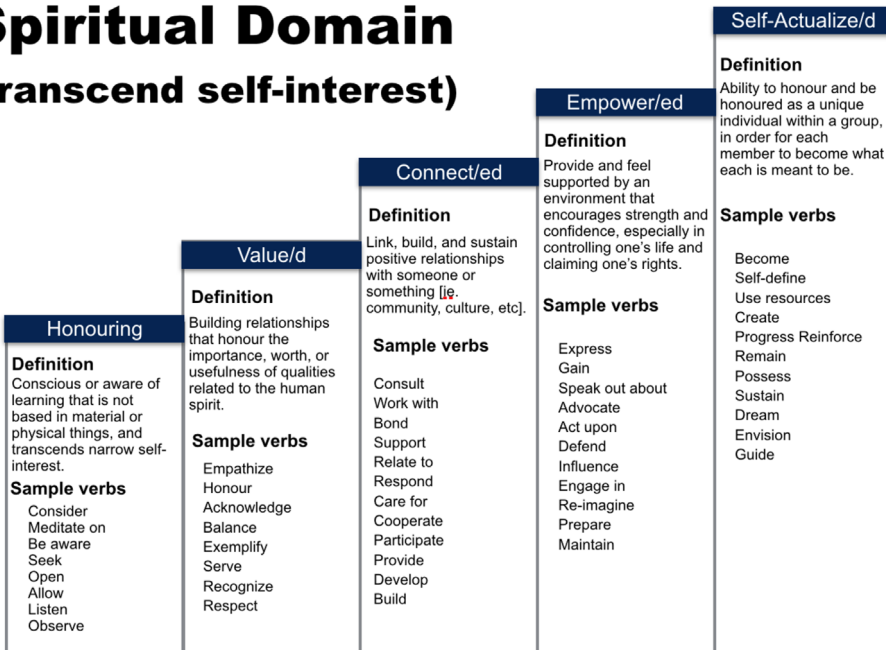 Spiritual Domain
ranscend self-interest)
Honouring
Definition
Conscious or aware of
learning that is not
based in material or
physical things, and
transcends narrow self-
interest.
Sample verbs
Consider
Meditate on
Be aware
Seek
Open
Allow
Listen
Observe
Value/d
Definition
Building relationships
that honour the
importance, worth, or
usefulness of qualities
related to the human
spirit.
Sample verbs
Empathize
Honour
Acknowledge
Balance
Exemplify
Serve
Recognize
Respect
Connect/ed
Definition
Link, build, and sustain
positive relationships
with someone or
something [ie.
community, culture, etc].
Sample verbs
Consult
Work with
Bond
Support
Relate to
Respond
Care for
Cooperate
Participate
Provide
Develop
Build
Empower/ed
Definition
Provide and feel
supported by an
environment that
encourages strength and
confidence, especially in
controlling one’s life and
claiming one’s rights.
Sample verbs
Express
Gain
Speak out about
Advocate
Act upon
Defend
Influence
Engage in
Re-imagine
Prepare
Maintain
Self-Actualize/d
Definition
Ability to honour and be
honoured as a unique
individual within a group,
in order for each
member to become what
each is meant to be.
Sample verbs
Become
Self-define
Use resources
Create
Progress Reinforce
Remain
Possess
Sustain
Dream
Envision
Guide